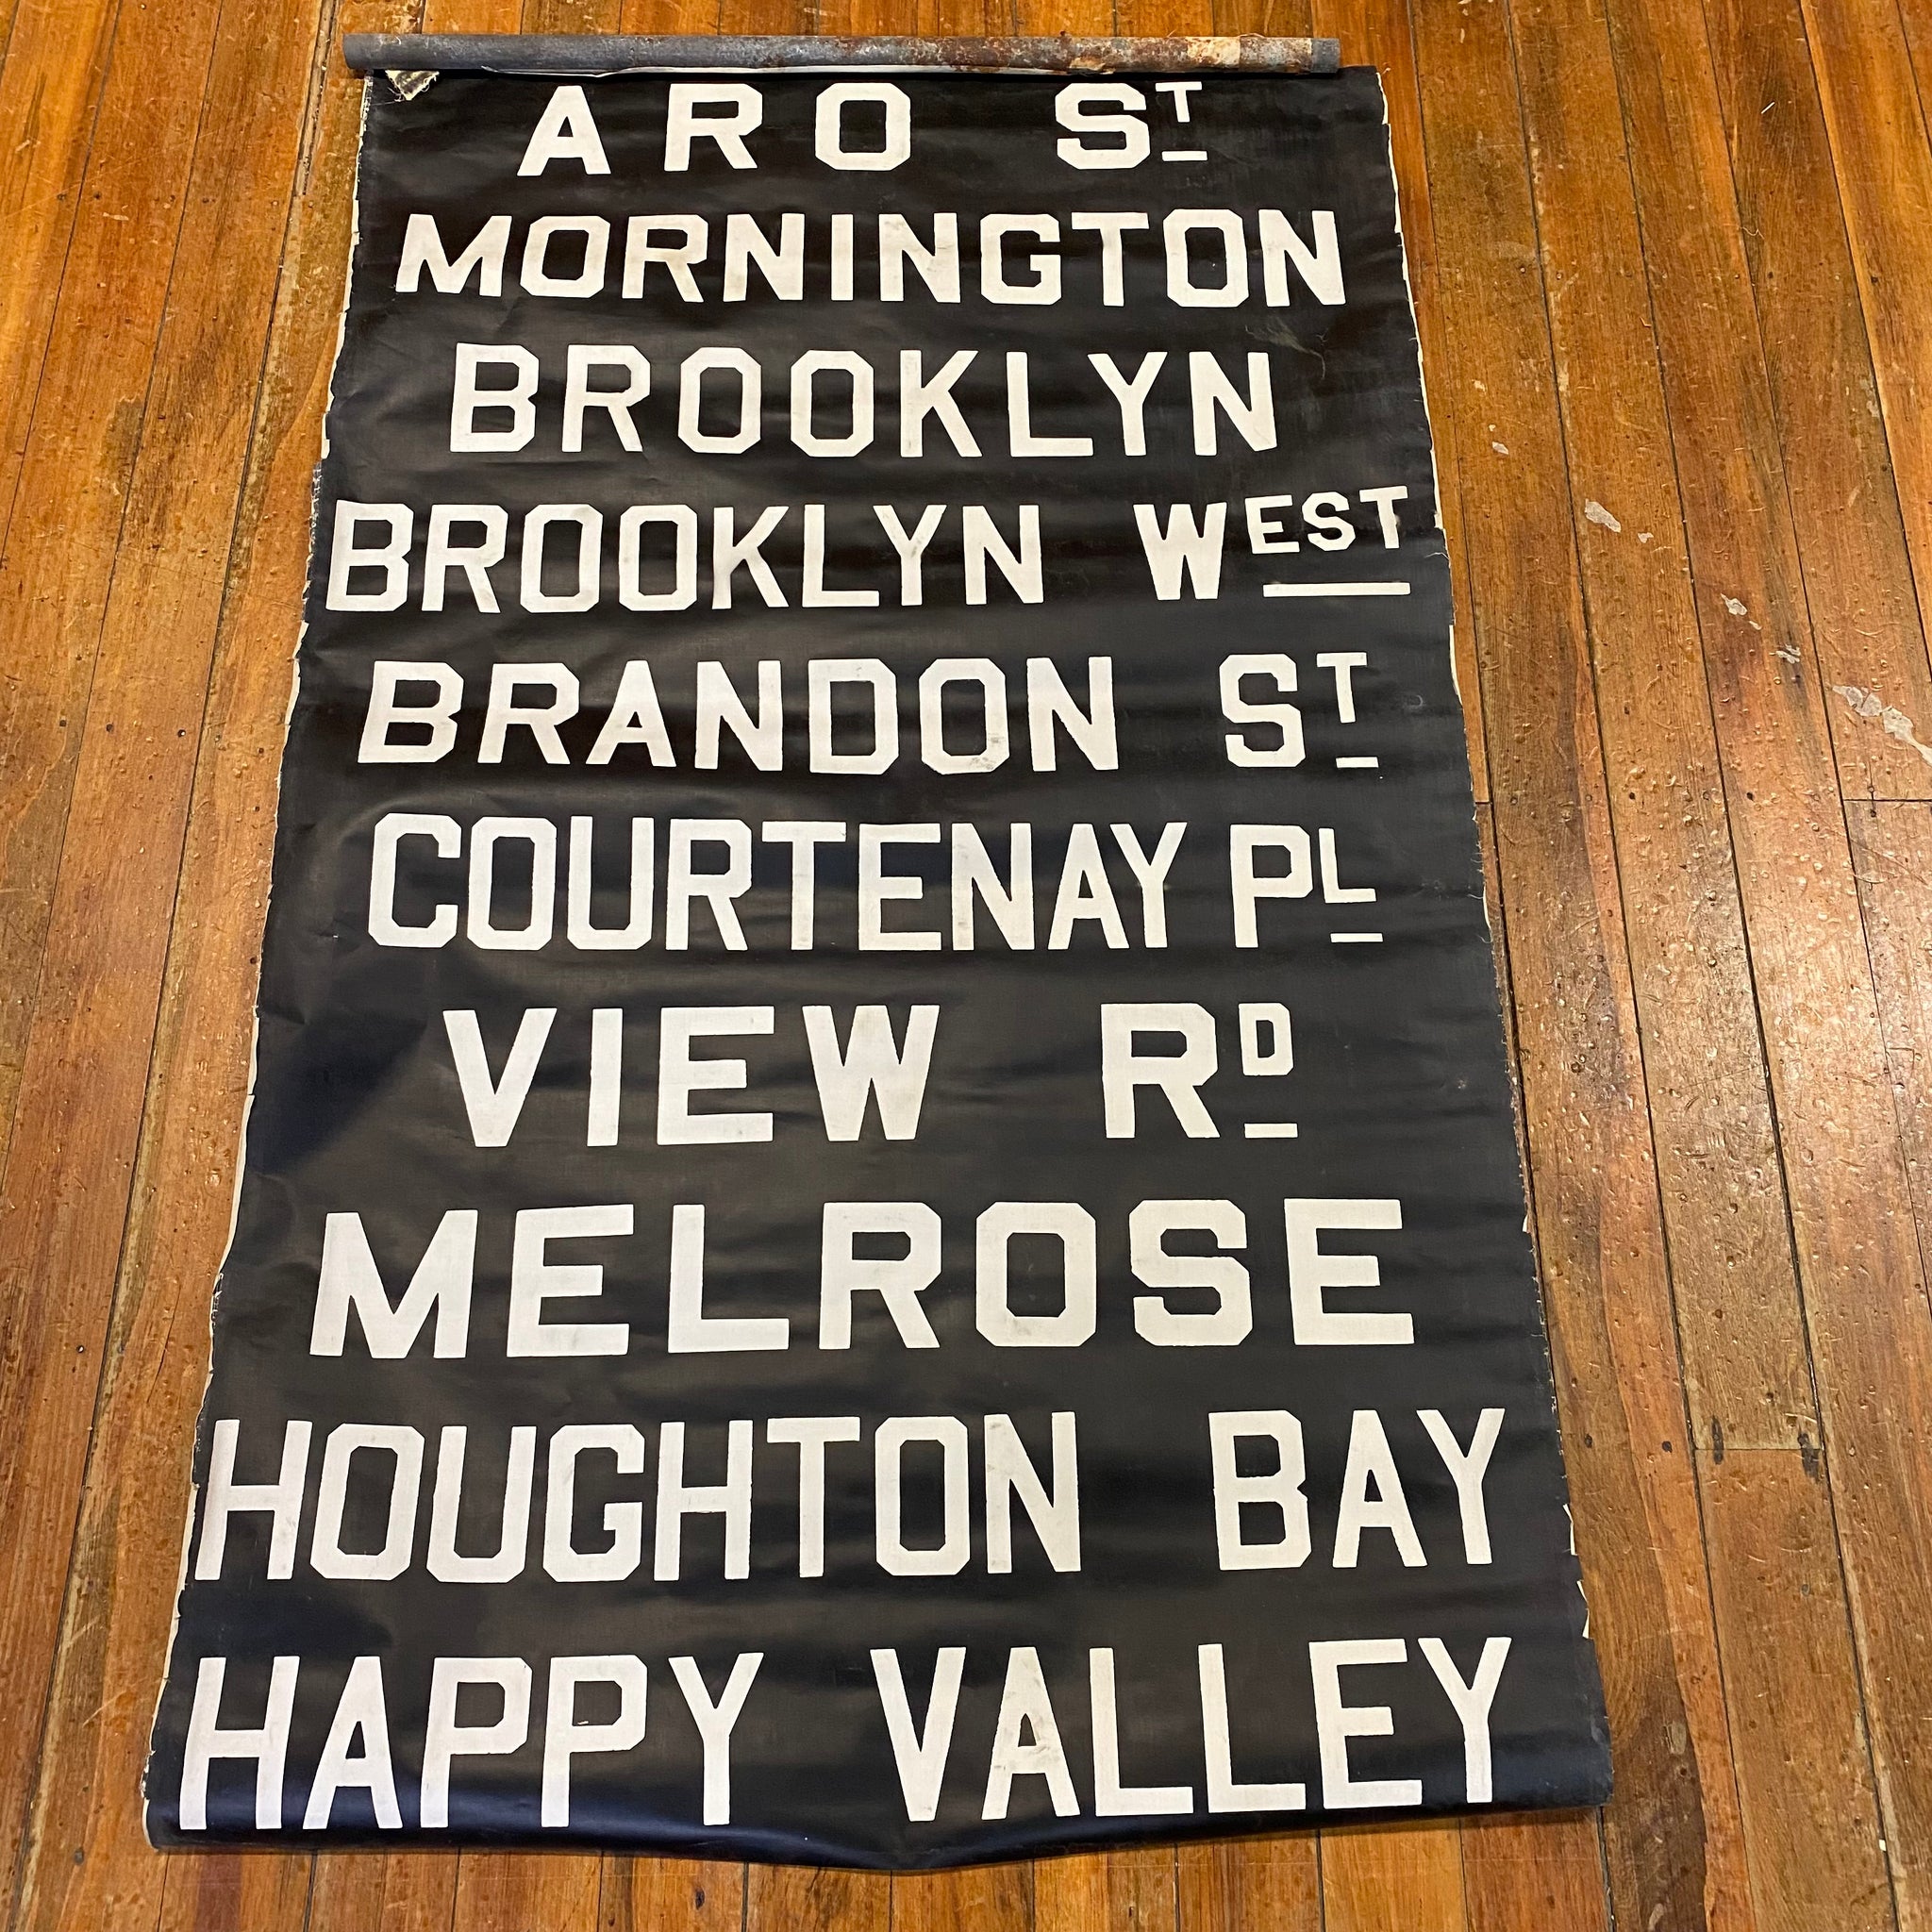 ARO ST
MORNINGTON
BROOKLYN
BROOKLYN WEST
BRANDON ST
COURTENAY PL
VIEW RD
MELROSE
HOUGHTON BAY
HAPPY VALLEY